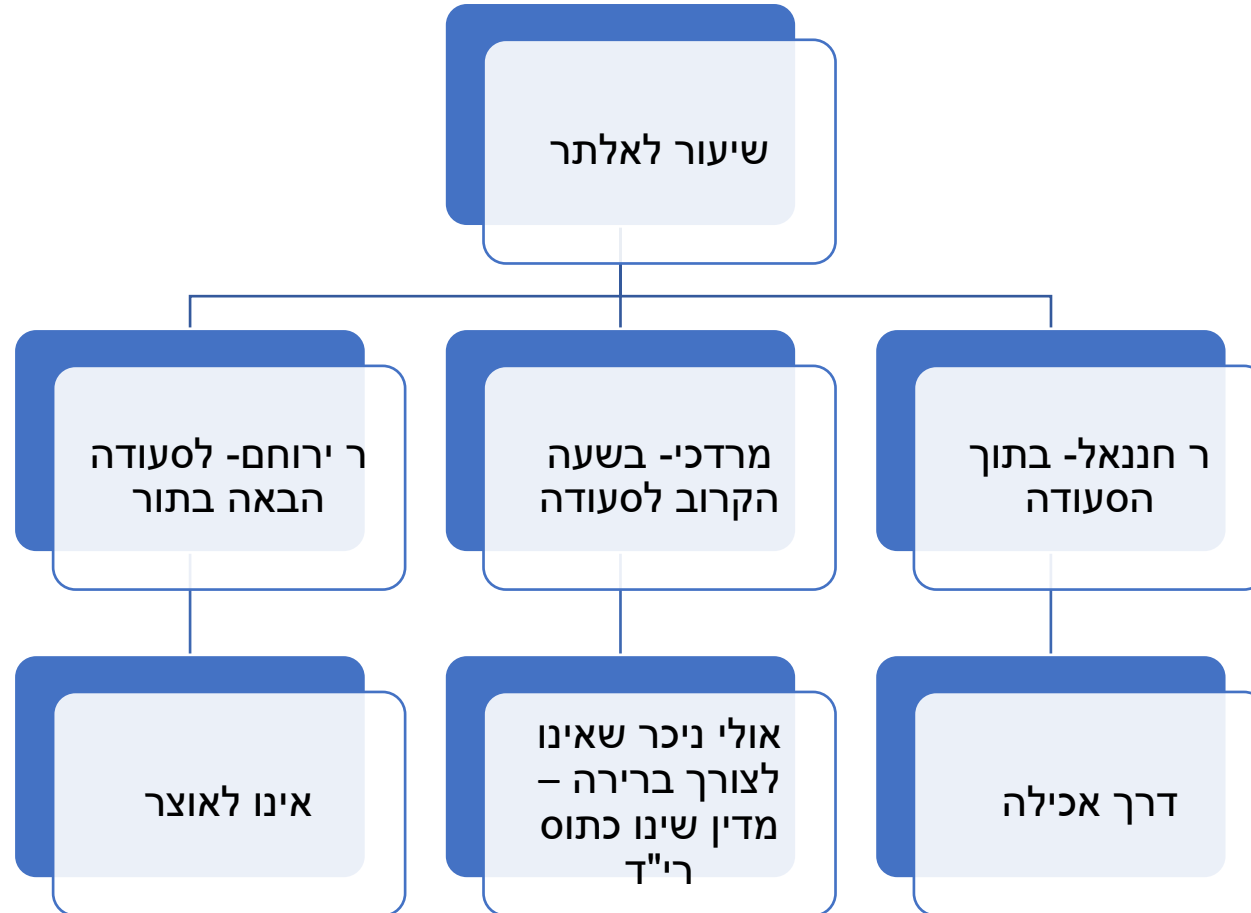 שיעור לאלתר
ר חננאל- בתוך
הסעודה
מרדכי- בשעה
הקרוב לסעודה
ר ירוחם- לסעודה
הבאה בתור
דרך אכילה
אולי ניכר שאינו
לצורך ברירה –
מדין שינו כתוס
רי"ד
אינו לאוצר